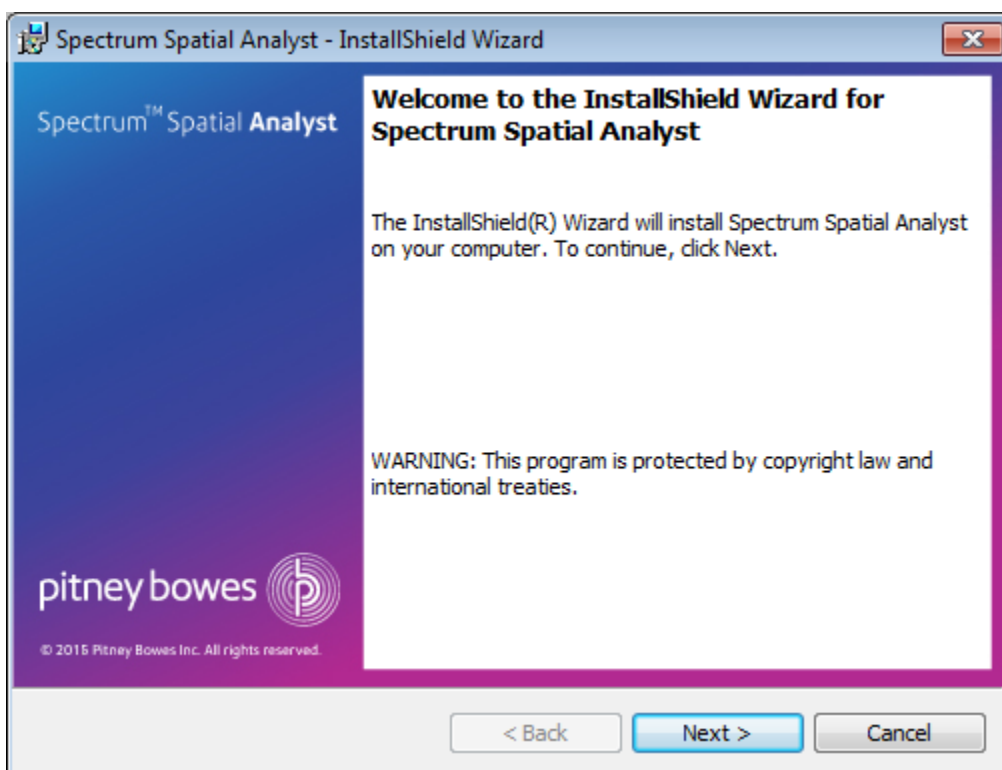 Spectrum Spatial Analyst - InstallShield Wizard
Spectrum™ Spatial Analyst
Welcome to the InstallShield Wizard for
Spectrum Spatial Analyst
The InstallShield(R) Wizard will install Spectrum Spatial Analyst
on your computer. To continue, click Next.
WARNING: This program is protected by copyright law and
international treaties.
pitney bowes
© 2015 Pitney Bowes Inc. All rights reserved.
< Back
Next >
Cancel